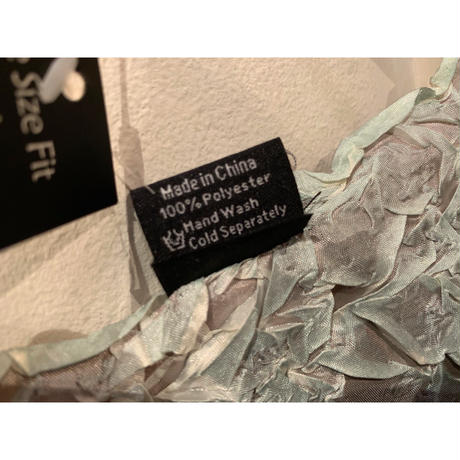 Size Fit
Made in China
100% Polyester
Hand Wash
Cold Separately